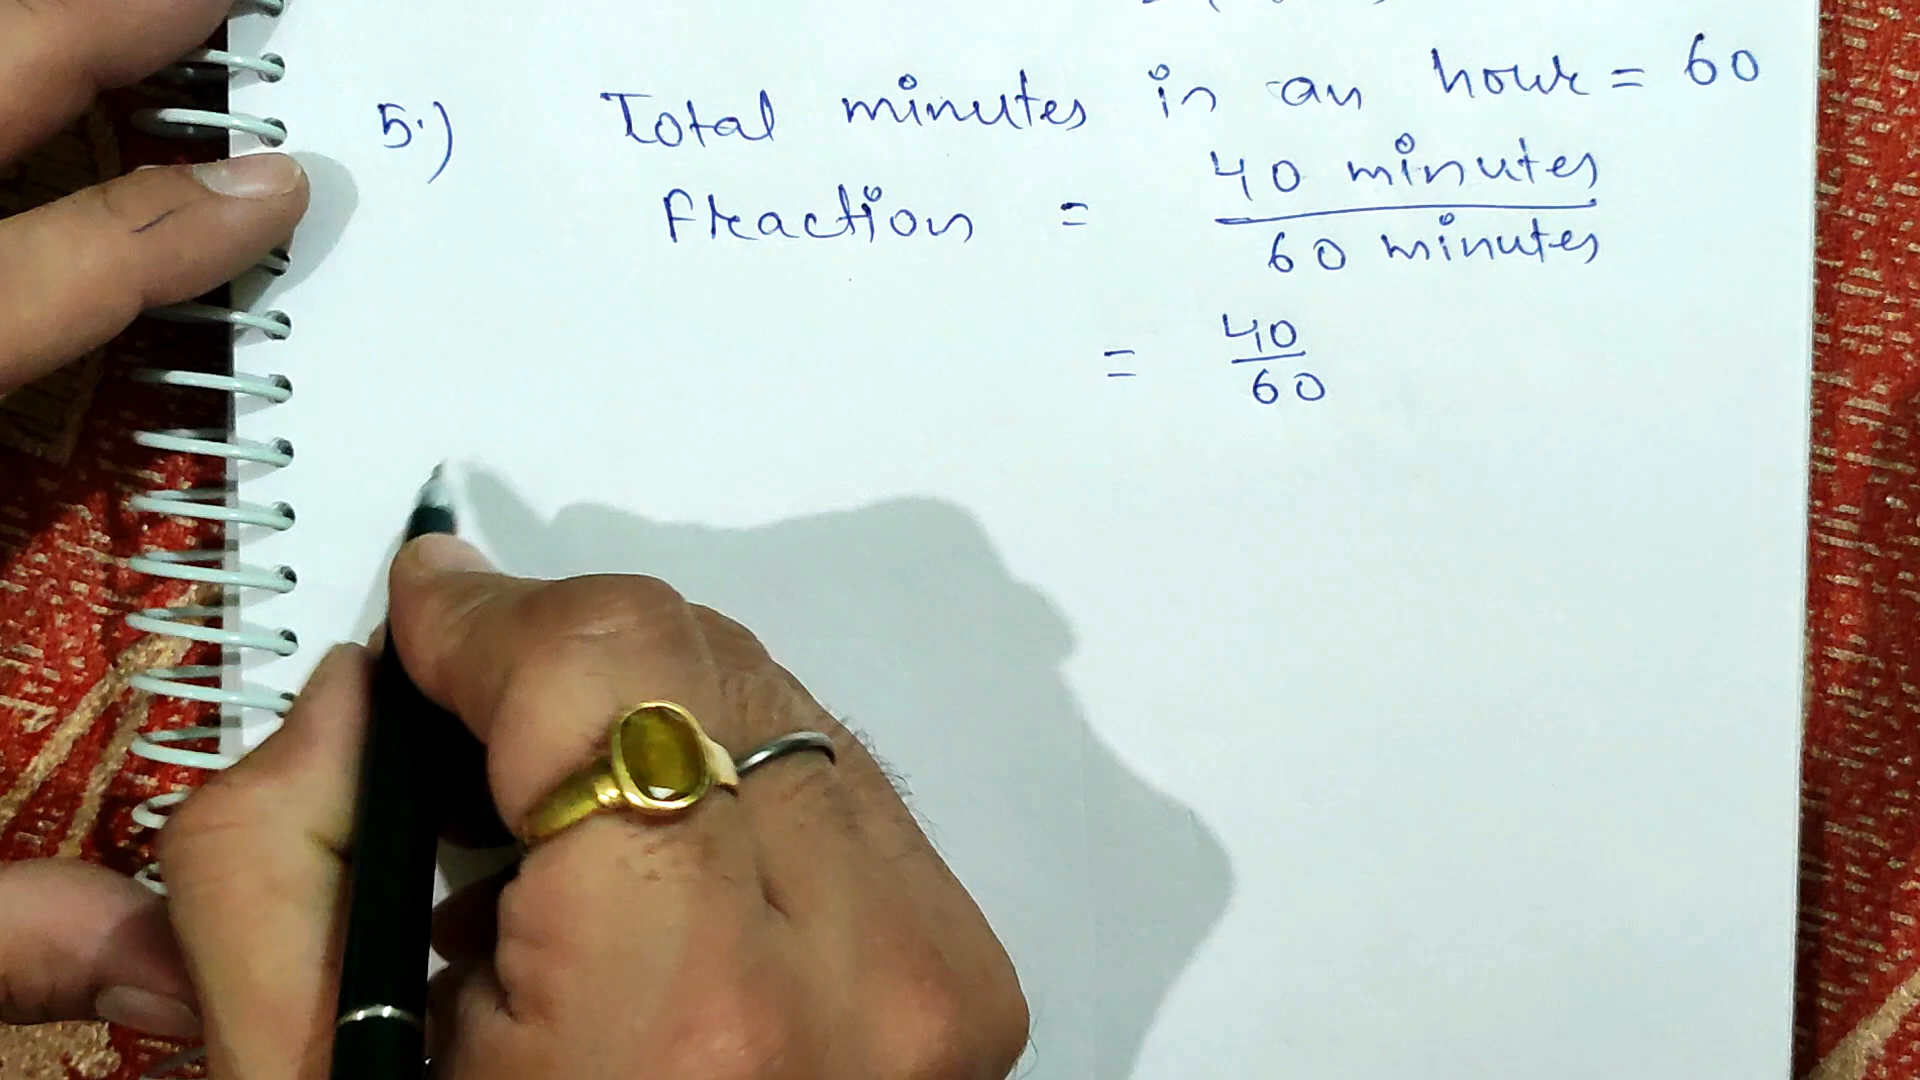 5.) Total minutes in an hour = 60
fraction = 40 minutes / 60 minutes
= 40 / 60